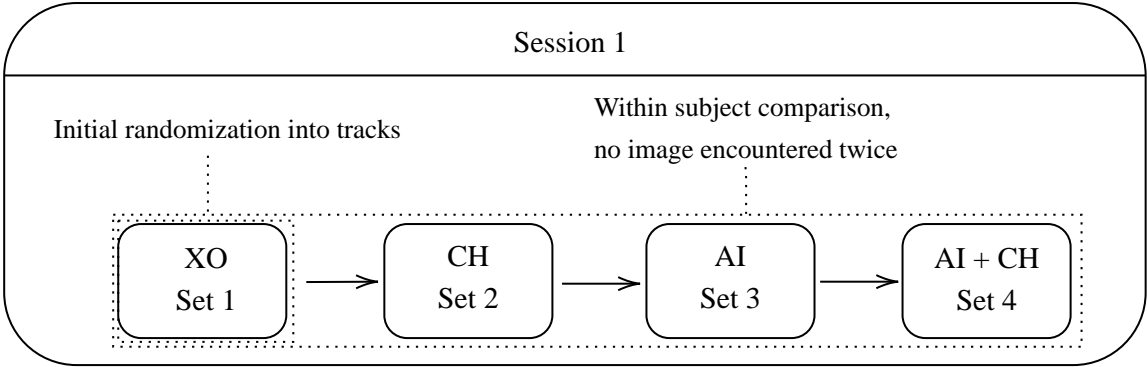 Session 1
Initial randomization into tracks
Within subject comparison,
no image encountered twice
XO
Set 1
CH
Set 2
AI
Set 3
AI + CH
Set 4